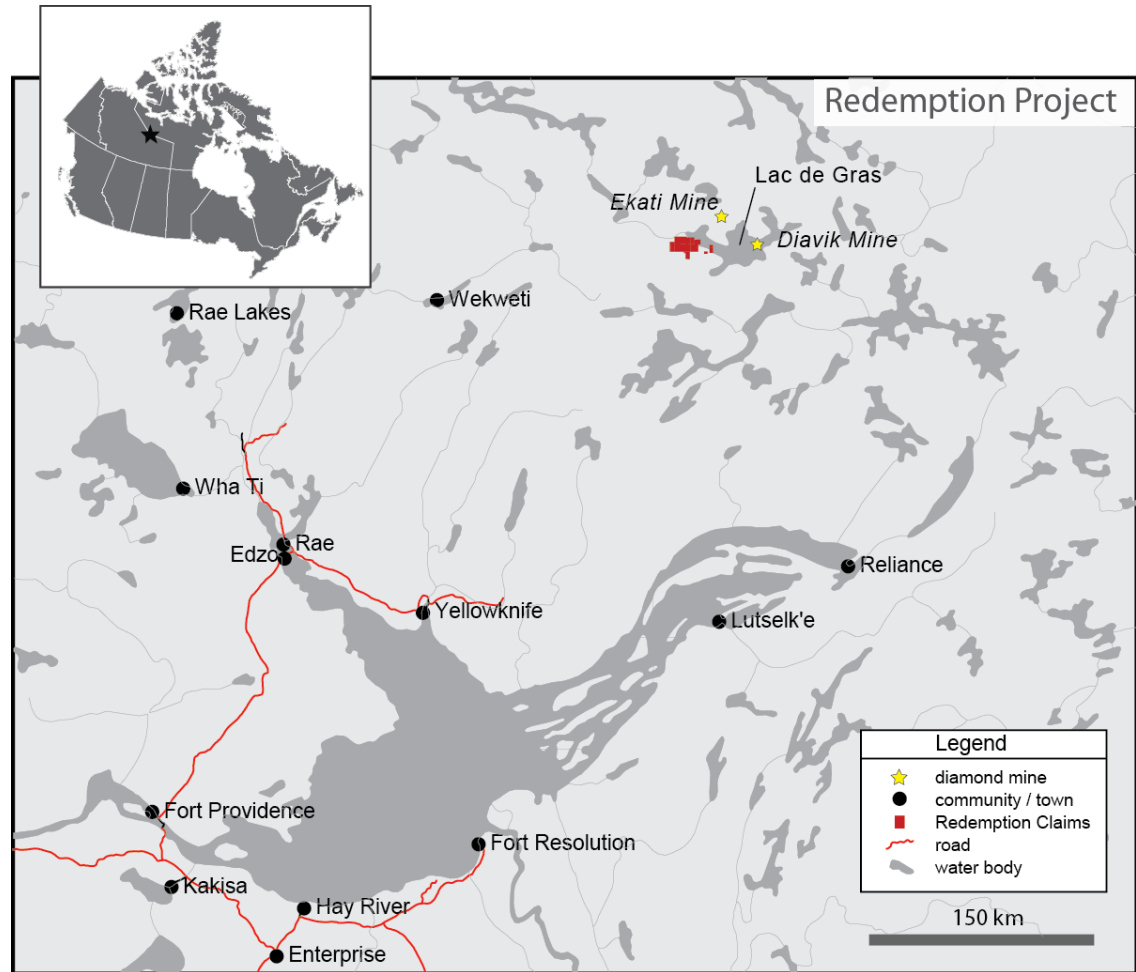 Redemption Project
Lac de Gras
Ekati Mine
Diavik Mine
Wekweti
Rae Lakes
Wha Ti
Rae
Edzo
Reliance
Yellowknife
Lutselk'e
Legend
diamond mine
community / town
Redemption Claims
road
water body
Fort Providence
Fort Resolution
Kakisa
Hay River
150 km
Enterprise